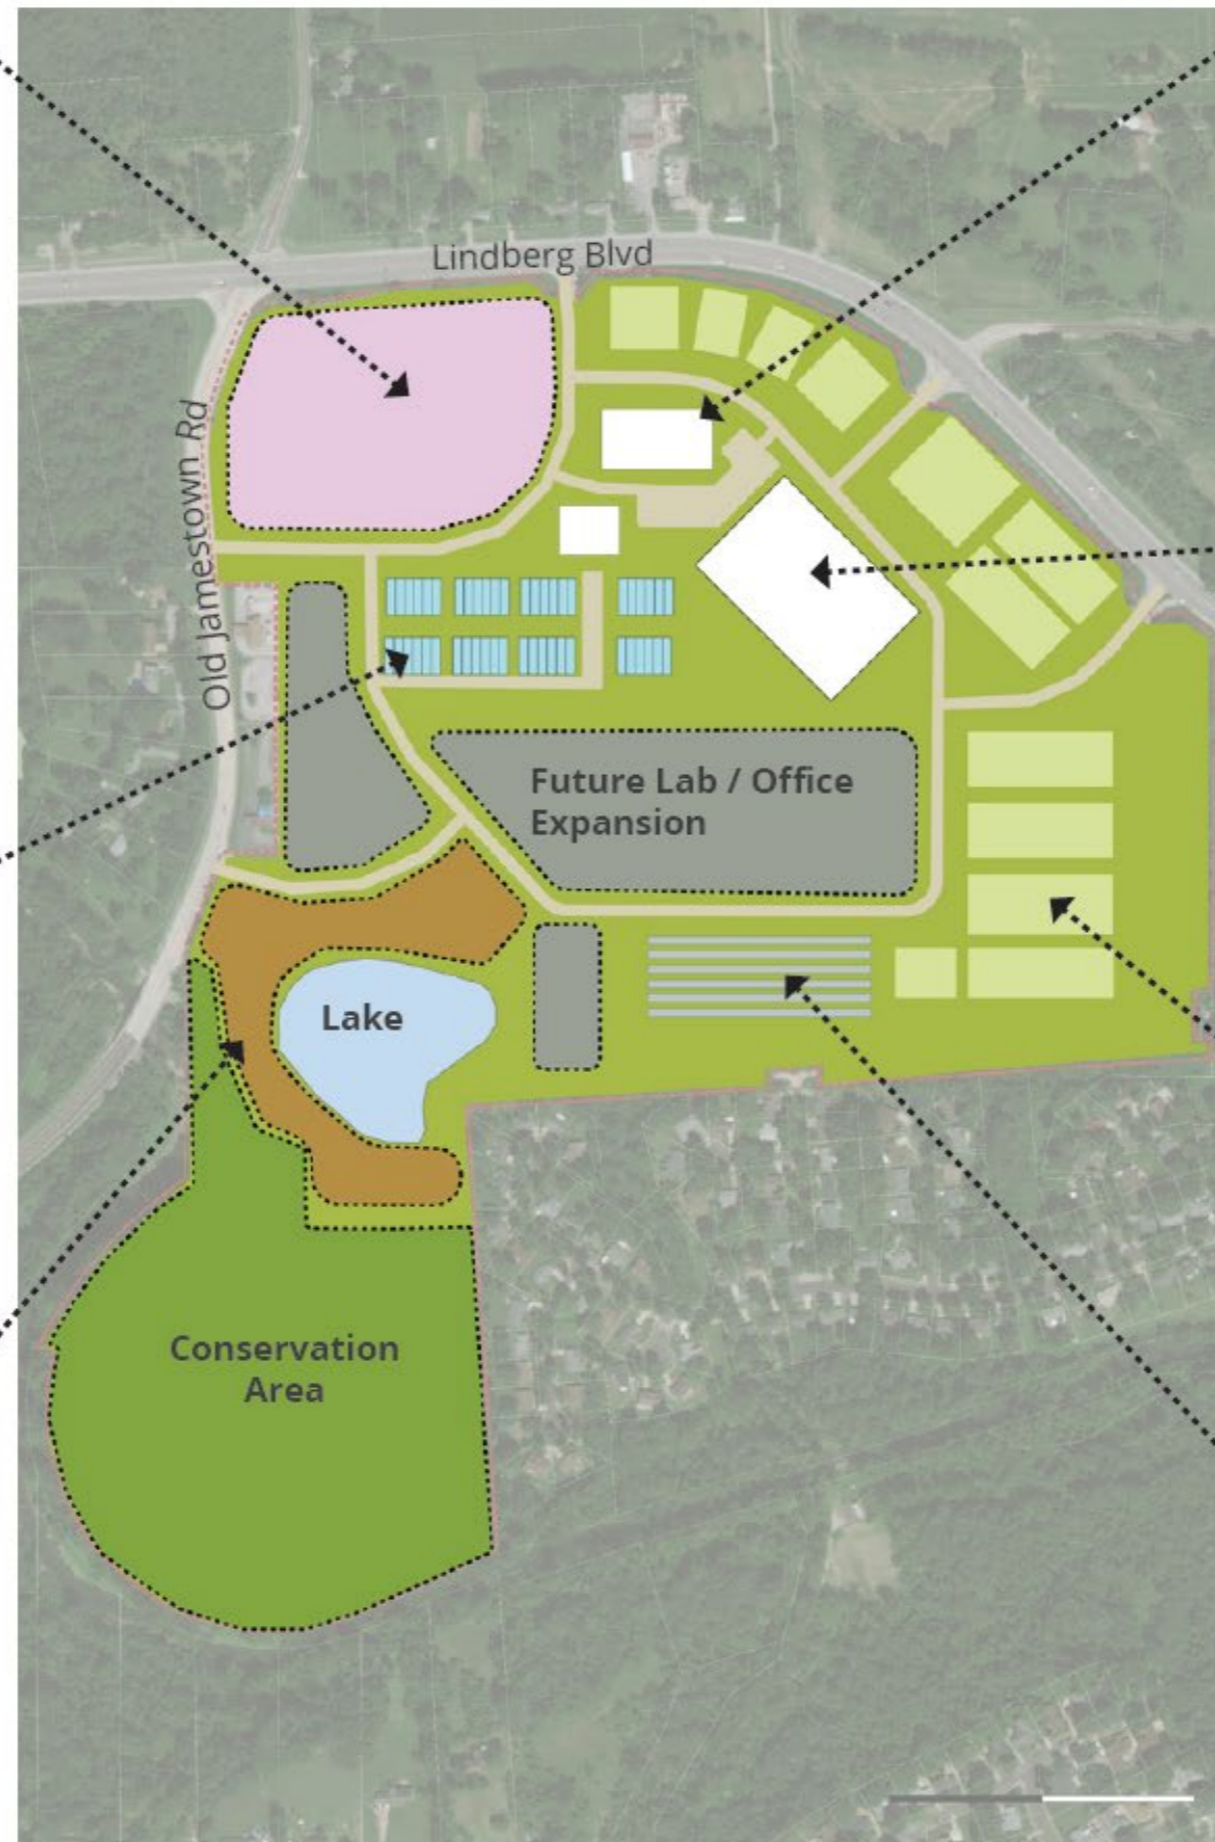 Lindberg Blvd
Old Jamestown Rd
Future Lab / Office
Expansion
Lake
Conservation
Area